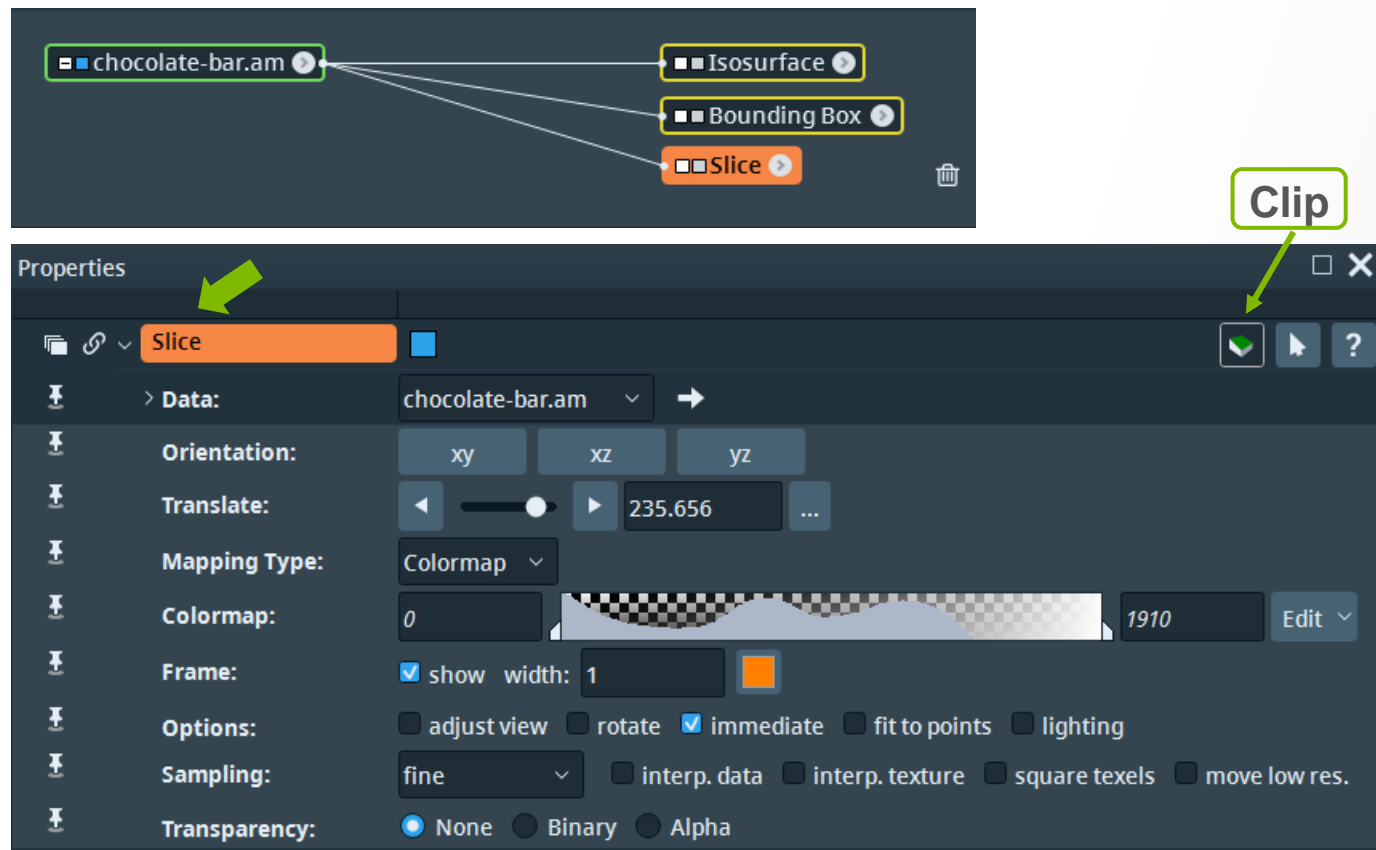 chocolate-bar.am
Isosurface
Bounding Box
Slice
Clip
Properties
Slice
?
Data: chocolate-bar.am
Orientation: xy xz yz
Translate: 235.656 ...
Mapping Type: Colormap
Colormap: 0 1910 Edit
Frame: show width: 1
Options: adjust view rotate immediate fit to points lighting
Sampling: fine interp. data interp. texture square texels move low res.
Transparency: None Binary Alpha